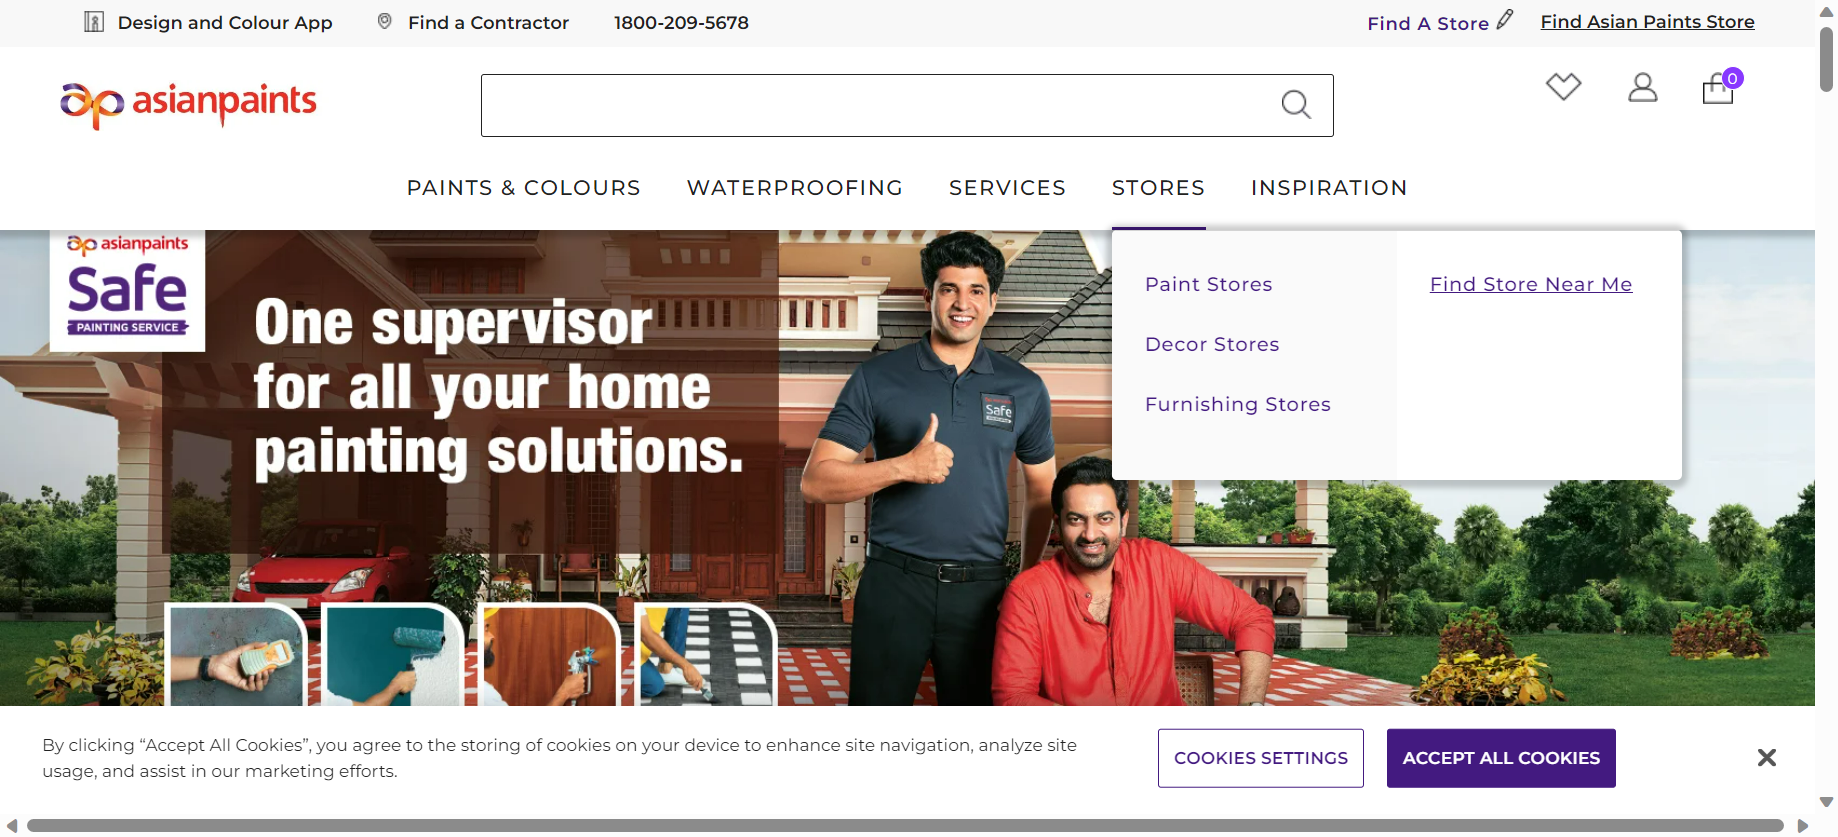 Design and Colour App
Find a Contractor
1800-209-5678
Find A Store
Find Asian Paints Store
asianpaints
0
PAINTS & COLOURS
WATERPROOFING
SERVICES
STORES
INSPIRATION
asianpaints
Safe
PAINTING SERVICE
One supervisor
for all your home
painting solutions.
Safe
Paint Stores
Decor Stores
Furnishing Stores
Find Store Near Me
By clicking “Accept All Cookies”, you agree to the storing of cookies on your device to enhance site navigation, analyze site
usage, and assist in our marketing efforts.
COOKIES SETTINGS
ACCEPT ALL COOKIES